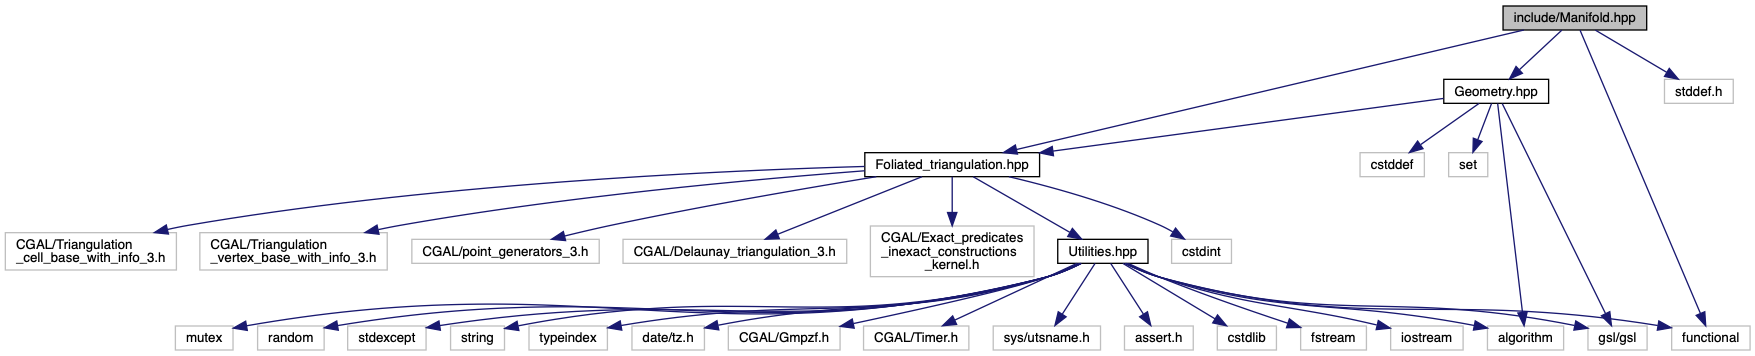 include/Manifold.hpp
Geometry.hpp
stddef.h
Foliated_triangulation.hpp
cstddef
set
CGAL/Triangulation
_cell_base_with_info_3.h
CGAL/Triangulation
_vertex_base_with_info_3.h
CGAL/point_generators_3.h
CGAL/Delaunay_triangulation_3.h
CGAL/Exact_predicates
_inexact_constructions
_kernel.h
Utilities.hpp
cstdint
mutex
random
stdexcept
string
typeindex
date/tz.h
CGAL/Gmpzf.h
CGAL/Timer.h
sys/utsname.h
assert.h
cstdlib
fstream
iostream
algorithm
gsl/gsl
functional